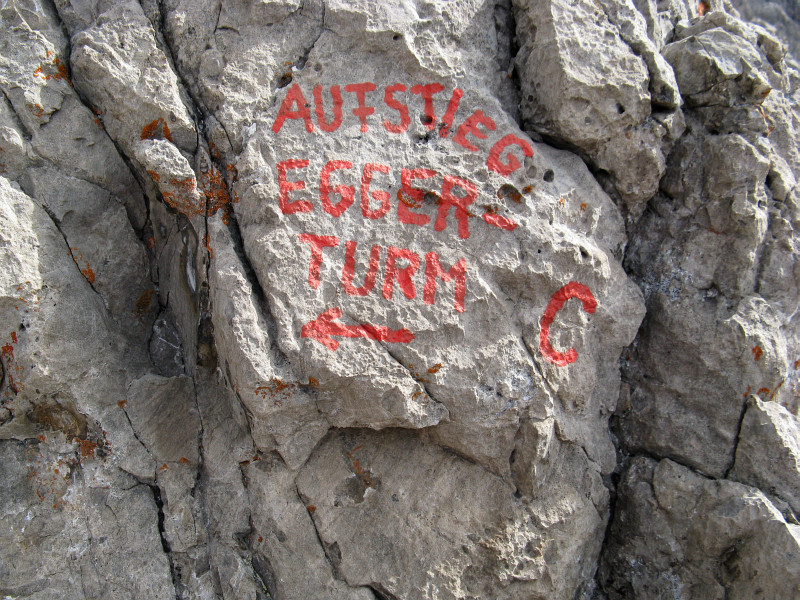 AUFSTIEG
EGGER-
TURM
← C